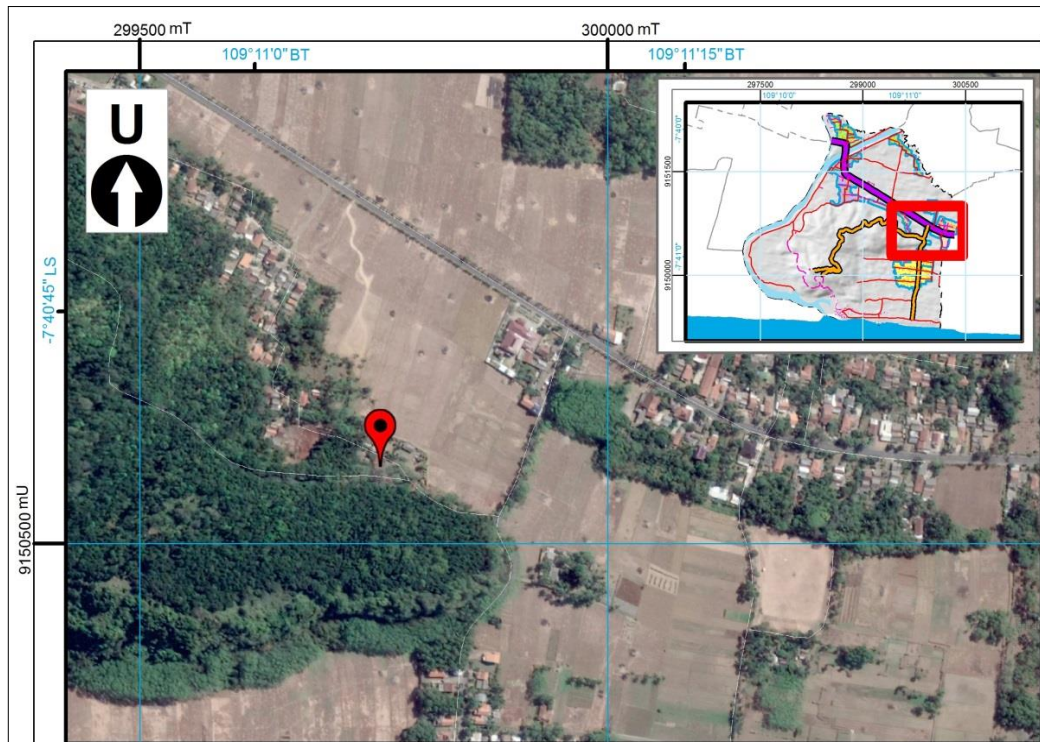 299500 mT
300000 mT
109°11'0" BT
109°11'15" BT
U
-7°40'45" LS
9150500 mU
297500
299000
300500
109°10'0"
109°11'0"
-7°40'0"
9151500
-7°41'0"
9150000